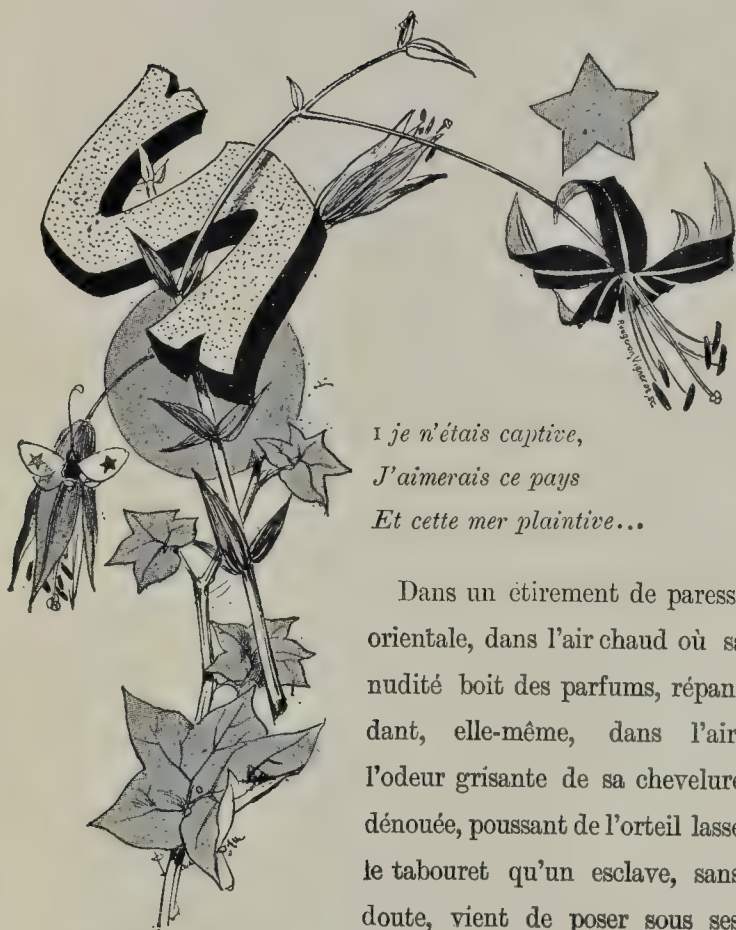 SI je n'étais captive,
J'aimerais ce pays
Et cette mer plaintive...
Dans un étirement de paress
orientale, dans l'air chaud où sa
nudité boit des parfums, répan-
dant, elle-même, dans l'air
l'odeur grisante de sa chevelure
dénouée, poussant de l'orteil lasse
le tabouret qu'un esclave, sans
doute, vient de poser sous ses